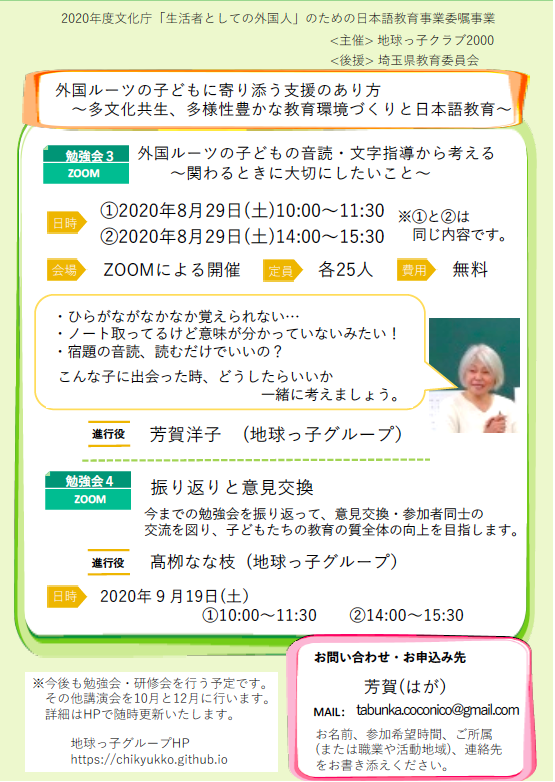 2020年度文化庁「生活者としての外国人」のための日本語教育事業委嘱事業
<主催> 地球っ子クラブ2000
<後援> 埼玉県教育委員会
外国ルーツの子どもに寄り添う支援のあり方
～多文化共生、多様性豊かな教育環境づくりと日本語教育～
勉強会3
ZOOM
外国ルーツの子どもの音読・文字指導から考える
～関わるときに大切にしたいこと～
日時
①2020年8月29日(土)10:00～11:30
②2020年8月29日(土)14:00～15:30
※①と②は
同じ内容です。
会場 ZOOMによる開催 定員 各25人 費用 無料
・ひらがながなかなか覚えられない…
・ノート取ってるけど意味が分かっていないみたい！
・宿題の音読、読むだけでいいの？
こんな子に出会った時、どうしたらいいか
一緒に考えましょう。
進行役 芳賀洋子 (地球っ子グループ)
勉強会4
ZOOM
振り返りと意見交換
今までの勉強会を振り返って、意見交換・参加者同士の
交流を図り、子どもたちの教育の質全体の向上を目指します。
進行役 髙栁なな枝 (地球っ子グループ)
日時 2020年９月19日(土)
①10:00～11:30 ②14:00～15:30
※今後も勉強会・研修会を行う予定です。
その他講演会を10月と12月に行います。
詳細はHPで随時更新いたします。
地球っ子グループHP
https://chikyukko.github.io
お問い合わせ・お申込み先
芳賀(はが)
MAIL: tabunka.coconico@gmail.com
お名前、参加希望時間、ご所属
(または職業や活動地域)、連絡先
をお書き添えください。